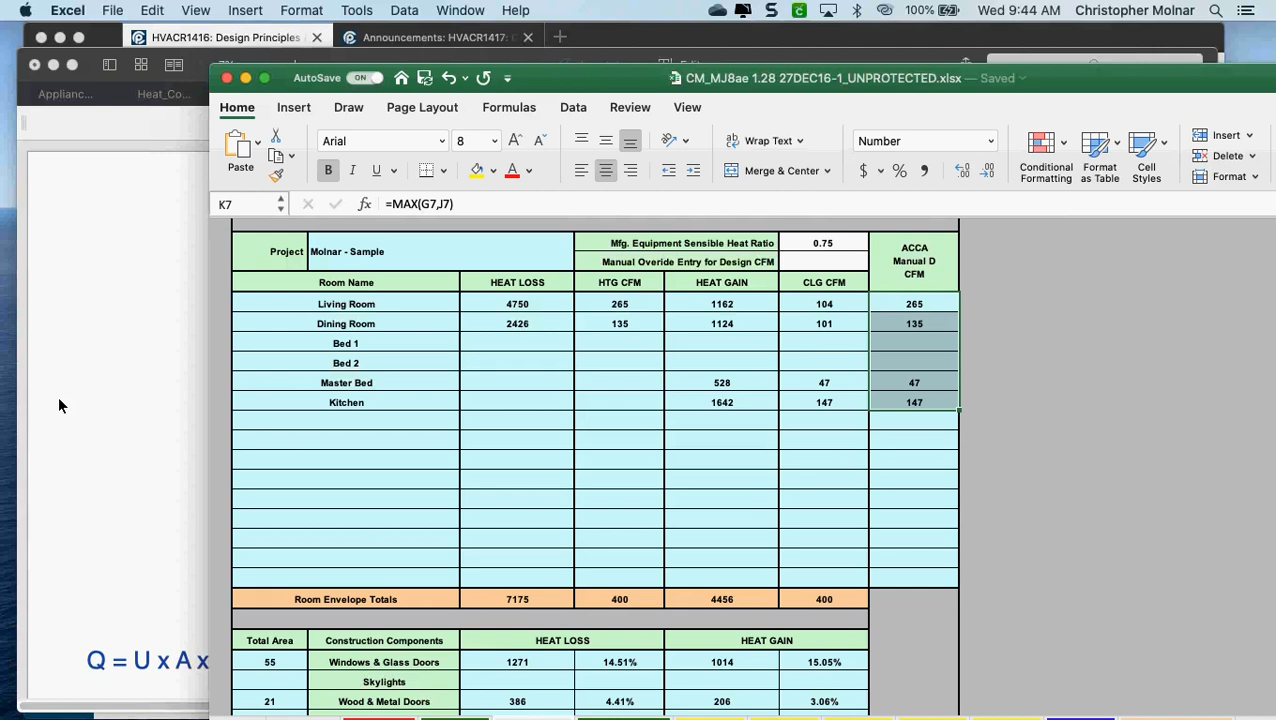 Excel File Edit View Insert Format Tools Data Window Help 100% Wed 9:44 AM Christopher Molnar
HVACR1416: Design Principles Announcements: HVACR1417:
Edit
AutoSave ON CM_MJ8ae 1.28 27DEC16-1_UNPROTECTED.xlsx — Saved
Applianc... Heat_Co...
Home Insert Draw Page Layout Formulas Data Review View
Paste Arial 8 Wrap Text Number Conditional Formatting Format as Table Cell Styles Insert
B I U Merge & Center $ % Delete
Format
K7 fx =MAX(G7,J7)
Project Molnar - Sample Mfg. Equipment Sensible Heat Ratio 0.75 ACCA Manual D CFM
Manual Overide Entry for Design CFM
Room Name HEAT LOSS HTG CFM HEAT GAIN CLG CFM
Living Room 4750 265 1162 104 265
Dining Room 2426 135 1124 101 135
Bed 1
Bed 2
Master Bed 528 47 47
Kitchen 1642 147 147
Room Envelope Totals 7175 400 4456 400
Total Area Construction Components HEAT LOSS HEAT GAIN
55 Windows & Glass Doors 1271 14.51% 1014 15.05%
Skylights
21 Wood & Metal Doors 386 4.41% 206 3.06%
Q = U x A x